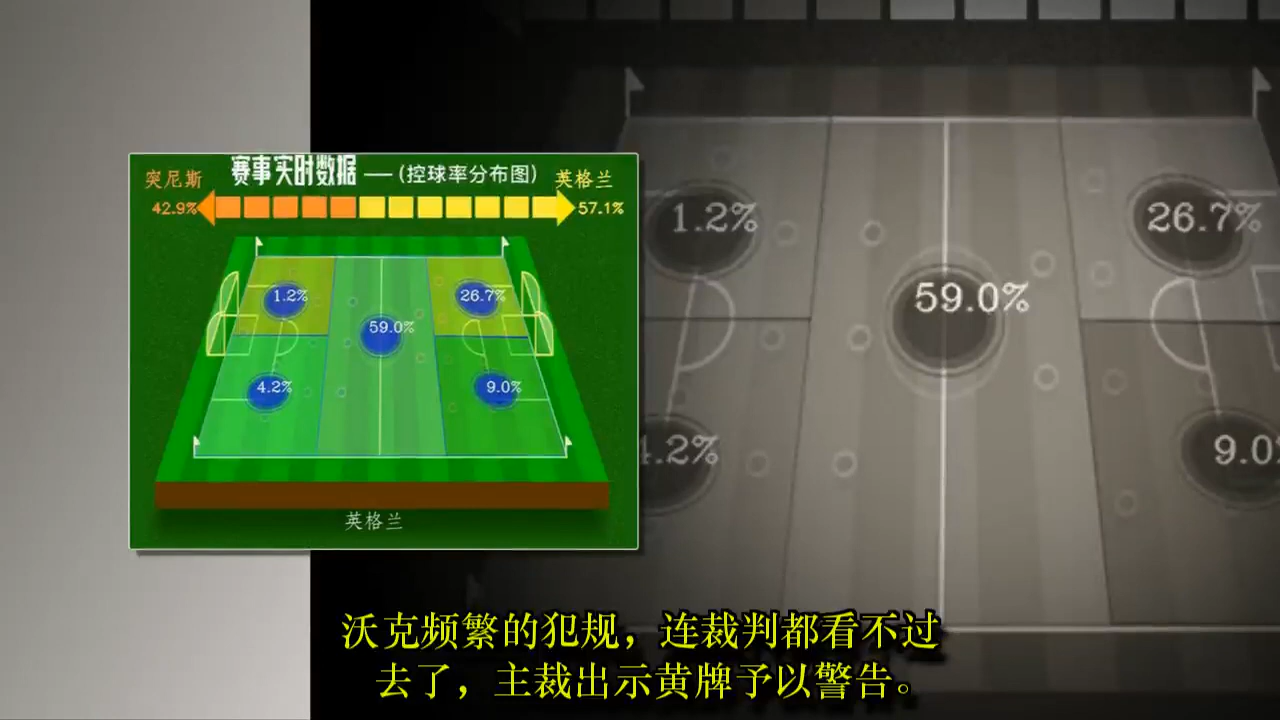 赛事实时数据 —— (控球率分布图)
突尼斯
英格兰
42.9%
57.1%
1.2%
26.7%
59.0%
4.2%
9.0%
英格兰
1.2%
26.7%
59.0%
4.2%
9.0%
沃克频繁的犯规，连裁判都看不过
去了，主裁出示黄牌予以警告。